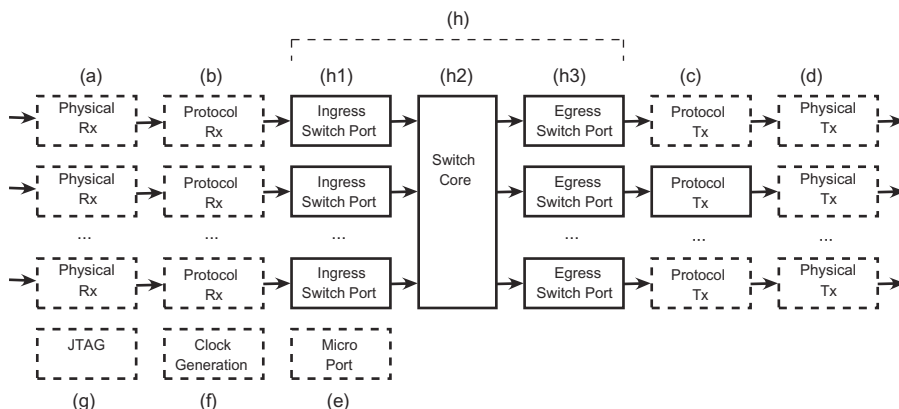 (h)
(a) (b) (h1) (h2) (h3) (c) (d)
Physical Protocol Ingress Egress Protocol Physical
Rx Rx Switch Port Switch Port Tx Tx
Switch
Core
Physical Protocol Ingress Egress Protocol Physical
Rx Rx Switch Port Switch Port Tx Tx
... ... ... ... ... ...
Physical Protocol Ingress Egress Protocol Physical
Rx Rx Switch Port Switch Port Tx Tx
JTAG Clock Micro
Generation Port
(g) (f) (e)